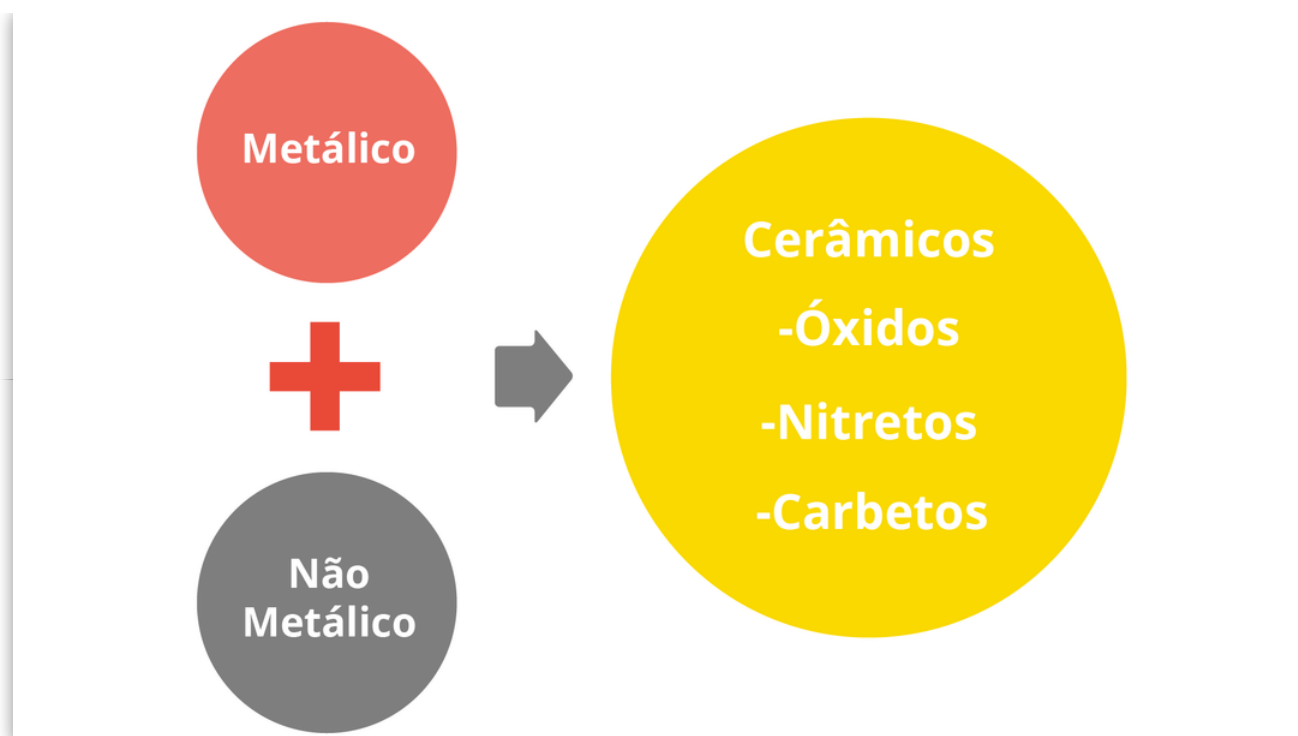 Metálico
Não
Metálico
Cerâmicos
-Óxidos
-Nitretos
-Carbetos